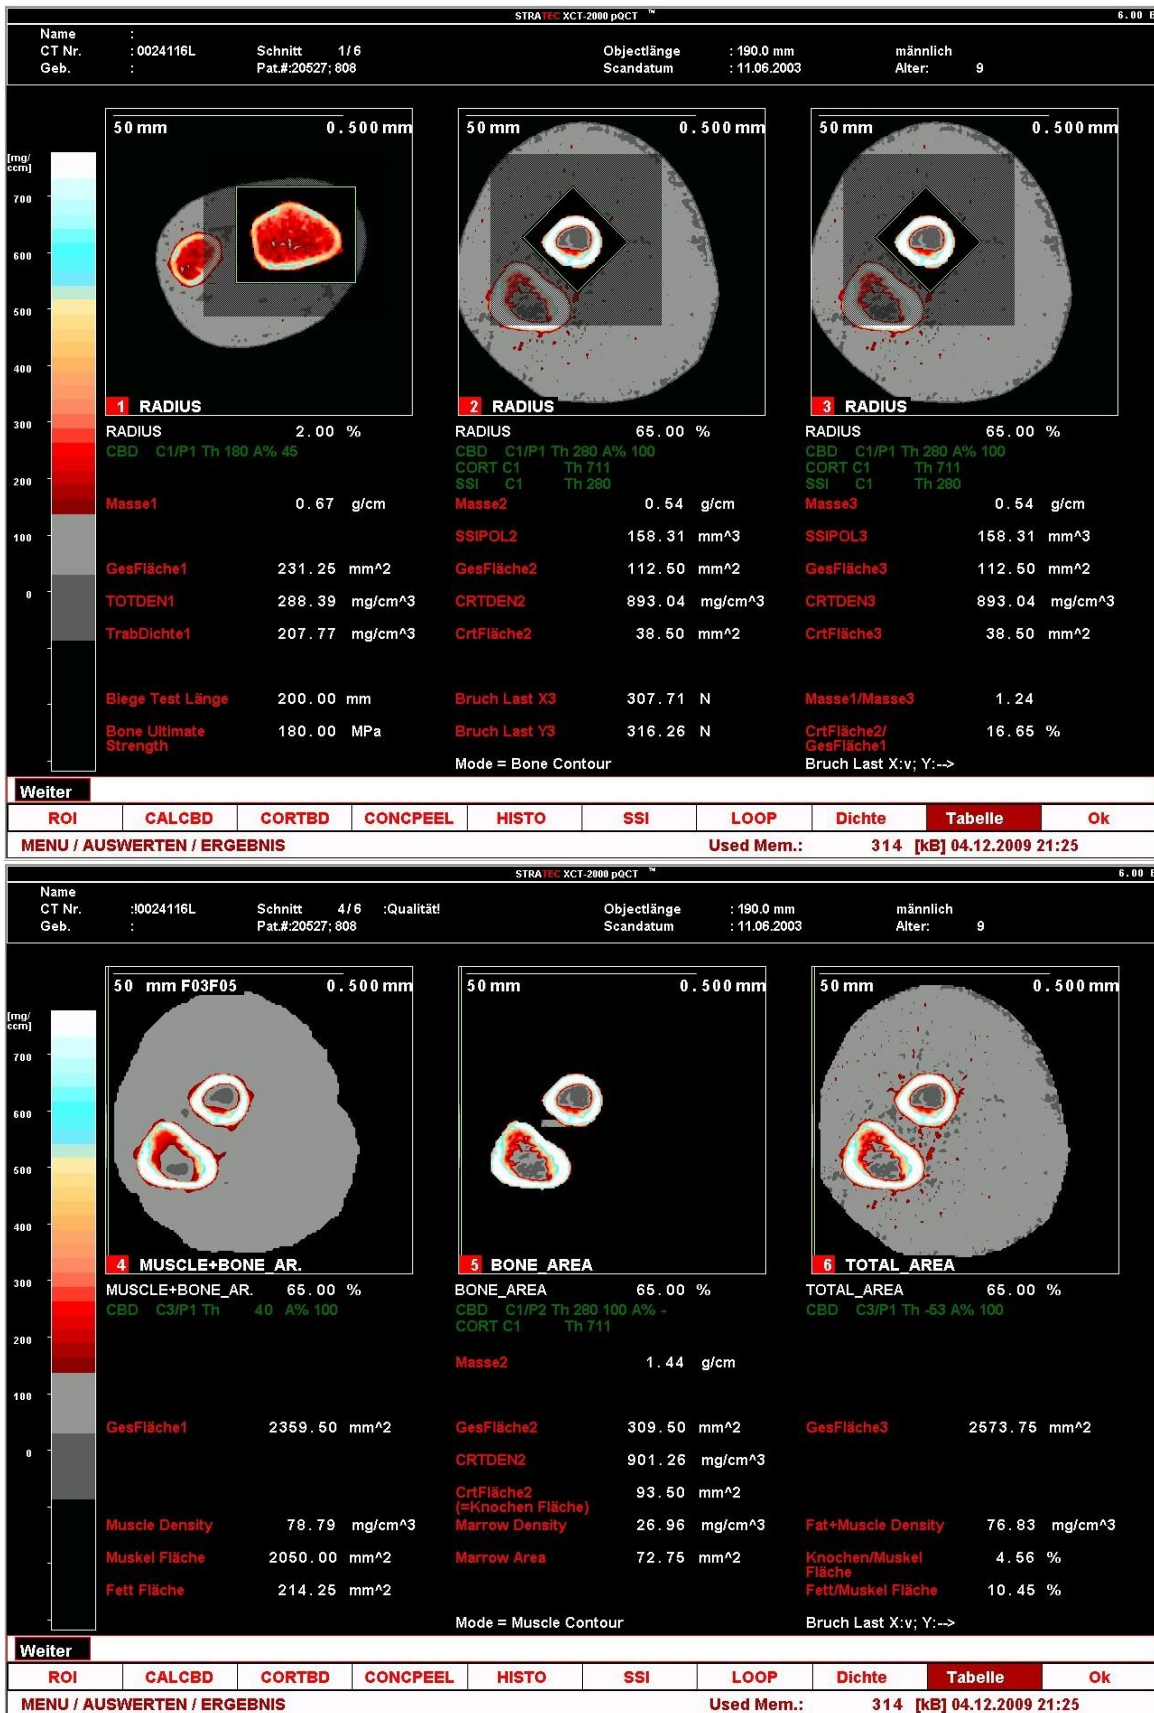 STRATEC XCT-2000 pQCT ™ 6.00
Name :
CT Nr. : 0024116L Schnitt 1/ 6 Objectlänge : 190.0 mm männlich
Geb. : Pat.#:20527; 808 Scandatum : 11.06.2003 Alter: 9
50 mm 0.500 mm 50 mm 0.500 mm 50 mm 0.500 mm
[mg/
ccm]
700
600
500
400
300
200
100
0
1 RADIUS 2 RADIUS 3 RADIUS
RADIUS 2.00 % RADIUS 65.00 % RADIUS 65.00 %
CBD C1/P1 Th 180 A% 45 CBD C1/P1 Th 280 A% 100 CBD C1/P1 Th 280 A% 100
CORT C1 Th 711 CORT C1 Th 711
SSI C1 Th 280 SSI C1 Th 280
Masse1 0.67 g/cm Masse2 0.54 g/cm Masse3 0.54 g/cm
SSIPOL2 158.31 mm^3 SSIPOL3 158.31 mm^3
GesFläche1 231.25 mm^2 GesFläche2 112.50 mm^2 GesFläche3 112.50 mm^2
TOTDEN1 288.39 mg/cm^3 CRTDEN2 893.04 mg/cm^3 CRTDEN3 893.04 mg/cm^3
TrabDichte1 207.77 mg/cm^3 CrtFläche2 38.50 mm^2 CrtFläche3 38.50 mm^2
Biege Test Länge 200.00 mm Bruch Last X3 307.71 N Masse1/Masse3 1.24
Bone Ultimate 180.00 MPa Bruch Last Y3 316.26 N CrtFläche2/ 16.65 %
Strength GesFläche1
Mode = Bone Contour Bruch Last X:v; Y:-->
Weiter
ROI CALCBD CORTBD CONCPEEL HISTO SSI LOOP Dichte Tabelle Ok
MENU / AUSWERTEN / ERGEBNIS Used Mem.: 314 [kB] 04.12.2009 21:25
STRATEC XCT-2000 pQCT ™ 6.00
Name
CT Nr. :!0024116L Schnitt 4/ 6 :Qualität! Objectlänge : 190.0 mm männlich
Geb. : Pat.#:20527; 808 Scandatum : 11.06.2003 Alter: 9
50 mm F03F05 0.500 mm 50 mm 0.500 mm 50 mm 0.500 mm
[mg/
ccm]
700
600
500
400
300
200
100
0
4 MUSCLE+BONE_AR. 5 BONE_AREA 6 TOTAL_AREA
MUSCLE+BONE_AR. 65.00 % BONE_AREA 65.00 % TOTAL_AREA 65.00 %
CBD C3/P1 Th 40 A% 100 CBD C1/P2 Th 280 100 A% - CBD C3/P1 Th -53 A% 100
CORT C1 Th 711
Masse2 1.44 g/cm
GesFläche1 2359.50 mm^2 GesFläche2 309.50 mm^2 GesFläche3 2573.75 mm^2
CRTDEN2 901.26 mg/cm^3
CrtFläche2 93.50 mm^2
(=Knochen Fläche)
Muscle Density 78.79 mg/cm^3 Marrow Density 26.96 mg/cm^3 Fat+Muscle Density 76.83 mg/cm^3
Muskel Fläche 2050.00 mm^2 Marrow Area 72.75 mm^2 Knochen/Muskel 4.56 %
Fläche
Fett Fläche 214.25 mm^2 Fett/Muskel Fläche 10.45 %
Mode = Muscle Contour Bruch Last X:v; Y:-->
Weiter
ROI CALCBD CORTBD CONCPEEL HISTO SSI LOOP Dichte Tabelle Ok
MENU / AUSWERTEN / ERGEBNIS Used Mem.: 314 [kB] 04.12.2009 21:25